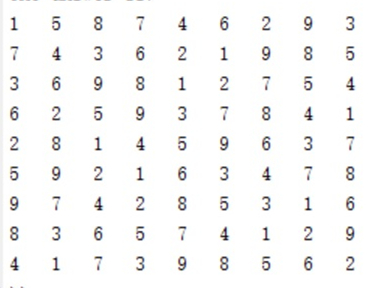 1 5 8 7 4 6 2 9 3
7 4 3 6 2 1 9 8 5
3 6 9 8 1 2 7 5 4
6 2 5 9 3 7 8 4 1
2 8 1 4 5 9 6 3 7
5 9 2 1 6 3 4 7 8
9 7 4 2 8 5 3 1 6
8 3 6 5 7 4 1 2 9
4 1 7 3 9 8 5 6 2